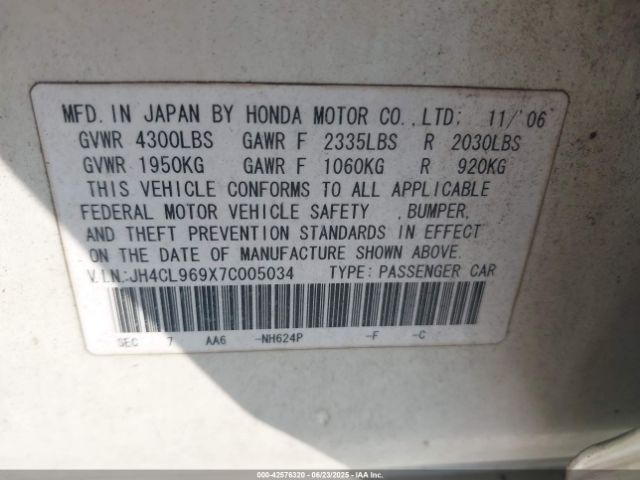 MFD. IN JAPAN BY HONDA MOTOR CO., LTD; 11/'06
GVWR 4300LBS GAWR F 2335LBS R 2030LBS
GVWR 1950KG GAWR F 1060KG R 920KG
THIS VEHICLE CONFORMS TO ALL APPLICABLE
FEDERAL MOTOR VEHICLE SAFETY , BUMPER,
AND THEFT PREVENTION STANDARDS IN EFFECT
ON THE DATE OF MANUFACTURE SHOWN ABOVE.
V.I.N.:JH4CL969X7C005034 TYPE: PASSENGER CAR
SEC 7 AA6 -NH624P -F -C
000-42576320 - 06/23/2025 - IAAI, Inc.